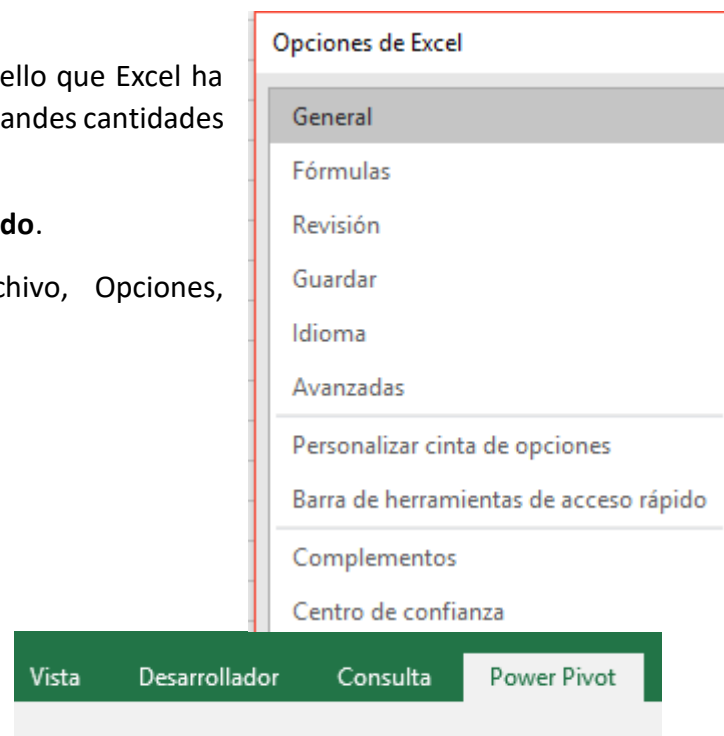 ello que Excel ha
andes cantidades
do.
chivo, Opciones,
Opciones de Excel
General
Fórmulas
Revisión
Guardar
Idioma
Avanzadas
Personalizar cinta de opciones
Barra de herramientas de acceso rápido
Complementos
Centro de confianza
Vista Desarrollador Consulta Power Pivot